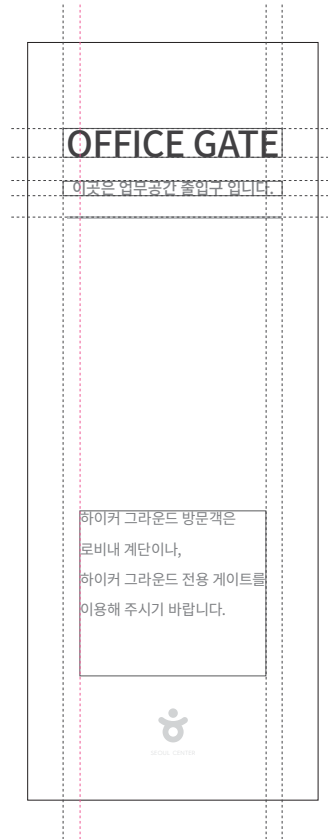 OFFICE GATE
이곳은 업무공간 출입구 입니다.
하이커 그라운드 방문객은
로비내 계단이나,
하이커 그라운드 전용 게이트를
이용해 주시기 바랍니다.
SEOUL CENTER